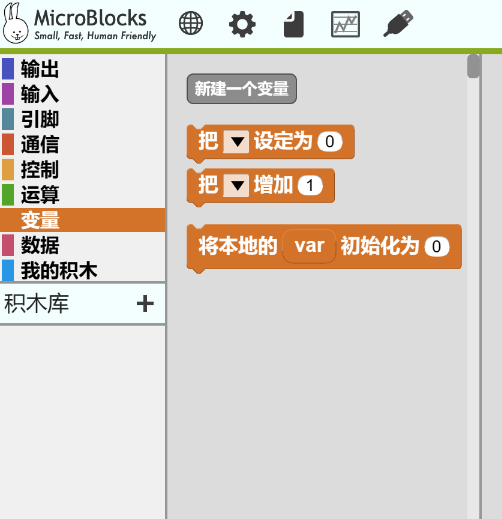 MicroBlocks
Small, Fast, Human Friendly
输出
输入
引脚
通信
控制
运算
变量
数据
我的积木
积木库 +
新建一个变量
把 设定为 0
把 增加 1
将本地的 var 初始化为 0